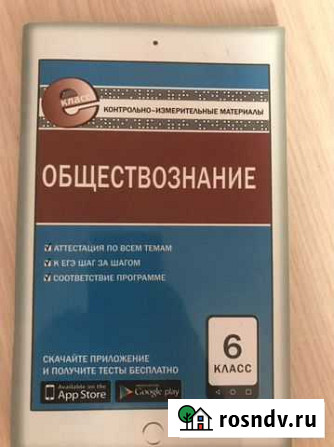 е класс
КОНТРОЛЬНО-ИЗМЕРИТЕЛЬНЫЕ МАТЕРИАЛЫ
ОБЩЕСТВОЗНАНИЕ
АТТЕСТАЦИЯ ПО ВСЕМ ТЕМАМ
К ЕГЭ ШАГ ЗА ШАГОМ
СООТВЕТСТВИЕ ПРОГРАММЕ
СКАЧАЙТЕ ПРИЛОЖЕНИЕ
И ПОЛУЧИТЕ ТЕСТЫ БЕСПЛАТНО
Available on the
App Store
Google play
6
КЛАСС
rosndv.ru